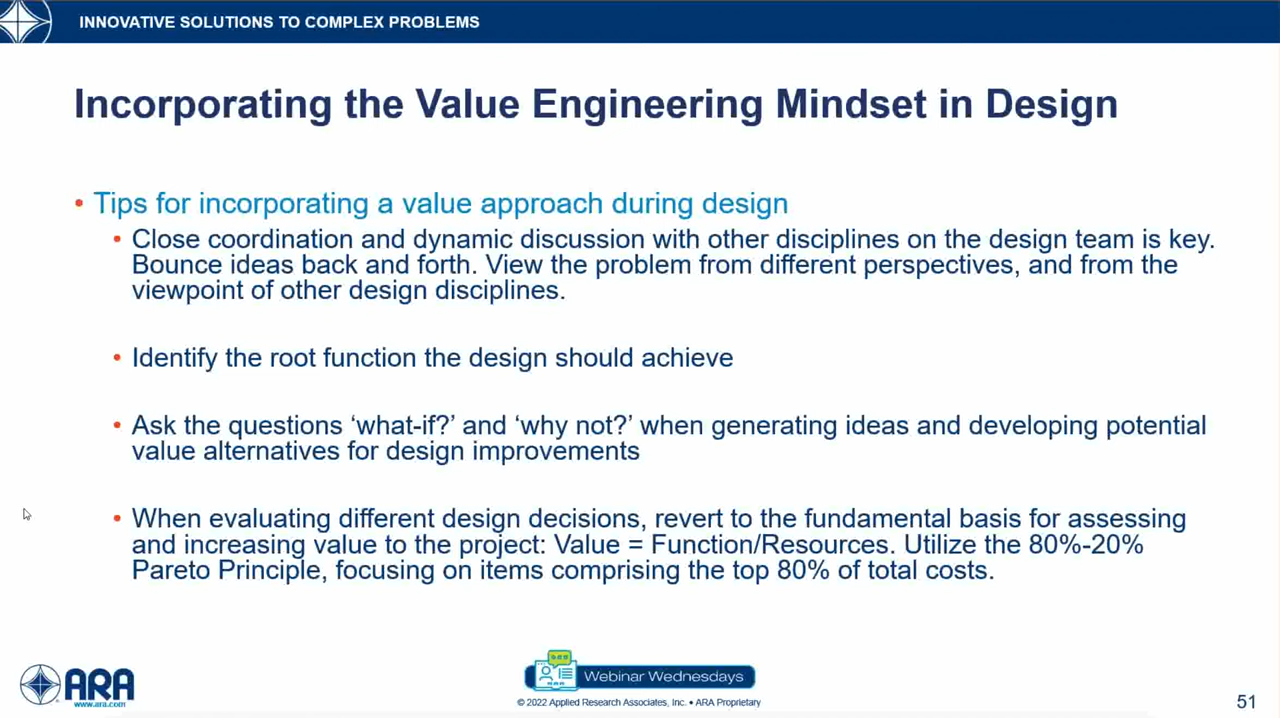 INNOVATIVE SOLUTIONS TO COMPLEX PROBLEMS
Incorporating the Value Engineering Mindset in Design
• Tips for incorporating a value approach during design
• Close coordination and dynamic discussion with other disciplines on the design team is key.
Bounce ideas back and forth. View the problem from different perspectives, and from the
viewpoint of other design disciplines.
• Identify the root function the design should achieve
• Ask the questions ‘what-if?’ and ‘why not?’ when generating ideas and developing potential
value alternatives for design improvements
• When evaluating different design decisions, revert to the fundamental basis for assessing
and increasing value to the project: Value = Function/Resources. Utilize the 80%-20%
Pareto Principle, focusing on items comprising the top 80% of total costs.
ARA
www.ara.com
Webinar Wednesdays
© 2022 Applied Research Associates, Inc. • ARA Proprietary
51